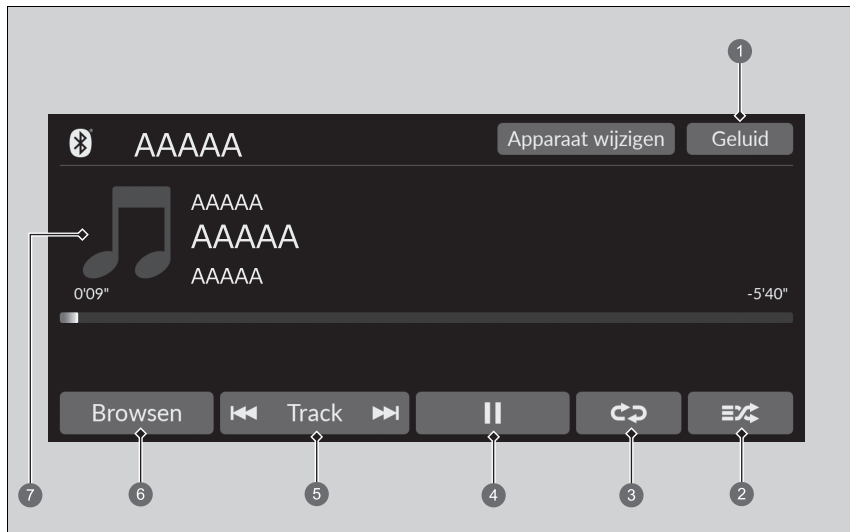 1
AAAAA Apparaat wijzigen Geluid
AAAAA
AAAAA
7
AAAAA
0'09" -5'40"
Browsen Track
6 5 4 3 2